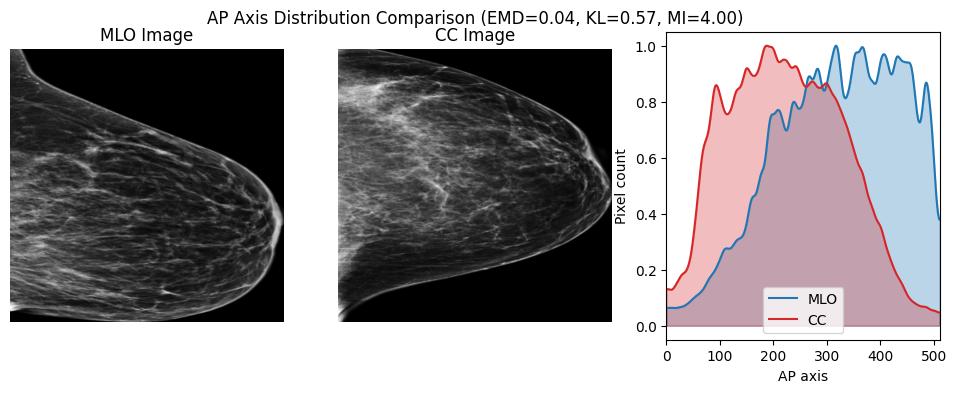 AP Axis Distribution Comparison (EMD=0.04, KL=0.57, MI=4.00)
MLO Image
CC Image
1.0
0.8
0.6
0.4
0.2
0.0
Pixel count
MLO
CC
0 100 200 300 400 500
AP axis